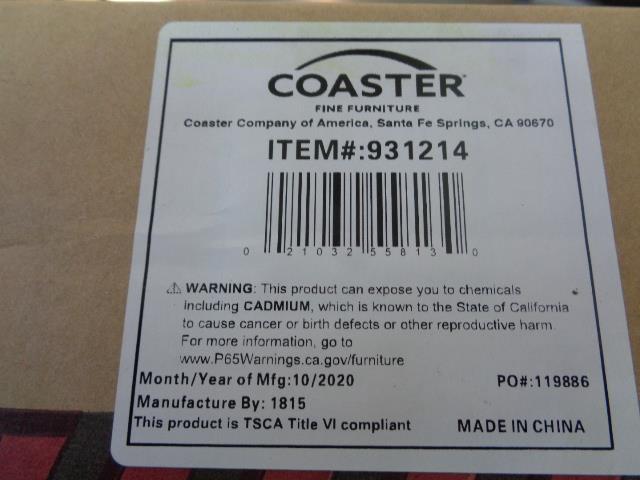 COASTER
FINE FURNITURE
Coaster Company of America, Santa Fe Springs, CA 90670
ITEM#:931214
0 21032 55813 0
⚠ WARNING: This product can expose you to chemicals
including CADMIUM, which is known to the State of California
to cause cancer or birth defects or other reproductive harm.
For more information, go to
www.P65Warnings.ca.gov/furniture
Month/Year of Mfg:10/2020 PO#:119886
Manufacture By: 1815
This product is TSCA Title VI compliant MADE IN CHINA